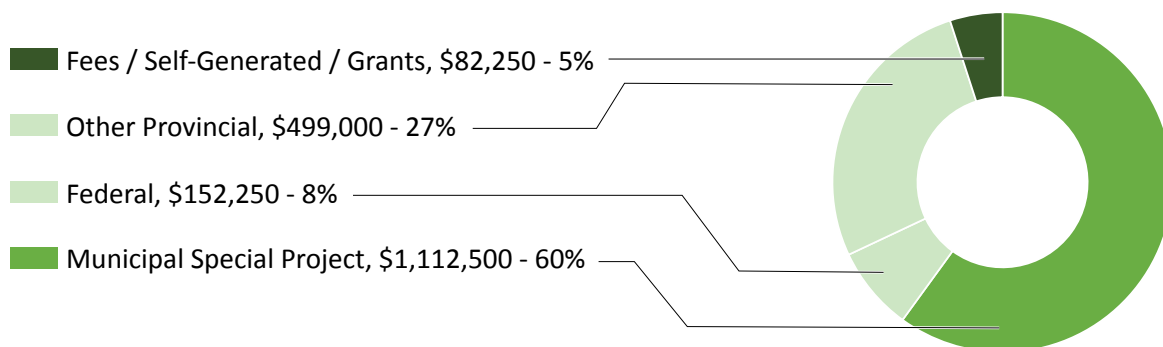 Fees / Self-Generated / Grants, $82,250 - 5%
Other Provincial, $499,000 - 27%
Federal, $152,250 - 8%
Municipal Special Project, $1,112,500 - 60%